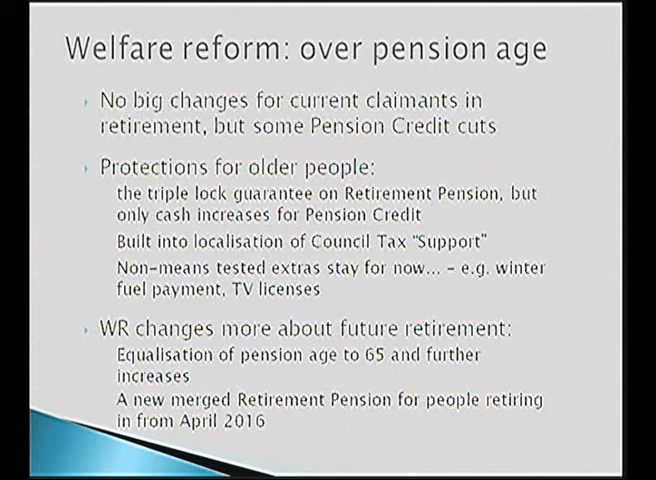 Welfare reform: over pension age
No big changes for current claimants in
retirement, but some Pension Credit cuts
Protections for older people:
the triple lock guarantee on Retirement Pension, but
only cash increases for Pension Credit
Built into localisation of Council Tax "Support"
Non-means tested extras stay for now... - e.g. winter
fuel payment, TV licenses
WR changes more about future retirement:
Equalisation of pension age to 65 and further
increases
A new merged Retirement Pension for people retiring
in from April 2016